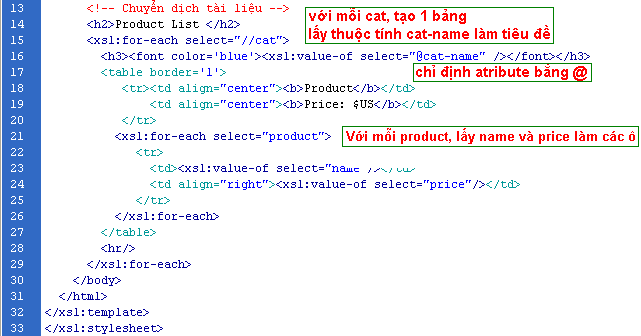 13 <!-- Chuyển dịch tài liệu -->
14 <h2>Product List </h2>
15 <xsl:for-each select="//cat">
với mỗi cat, tạo 1 bảng
lấy thuộc tính cat-name làm tiêu đề
16 <h3><font color='blue'><xsl:value-of select="@cat-name" /></font></h3>
17 <table border='1'>
chỉ định atribute bằng @
18 <tr><td align="center"><b>Product</b></td>
19 <td align="center"><b>Price: $US</b></td>
20 </tr>
21 <xsl:for-each select="product">
Với mỗi product, lấy name và price làm các ô
22 <tr>
23 <td><xsl:value-of select="name"/></td>
24 <td align="right"><xsl:value-of select="price"/></td>
25 </tr>
26 </xsl:for-each>
27 </table>
28 <hr/>
29 </xsl:for-each>
30 </body>
31 </html>
32 </xsl:template>
33 </xsl:stylesheet>